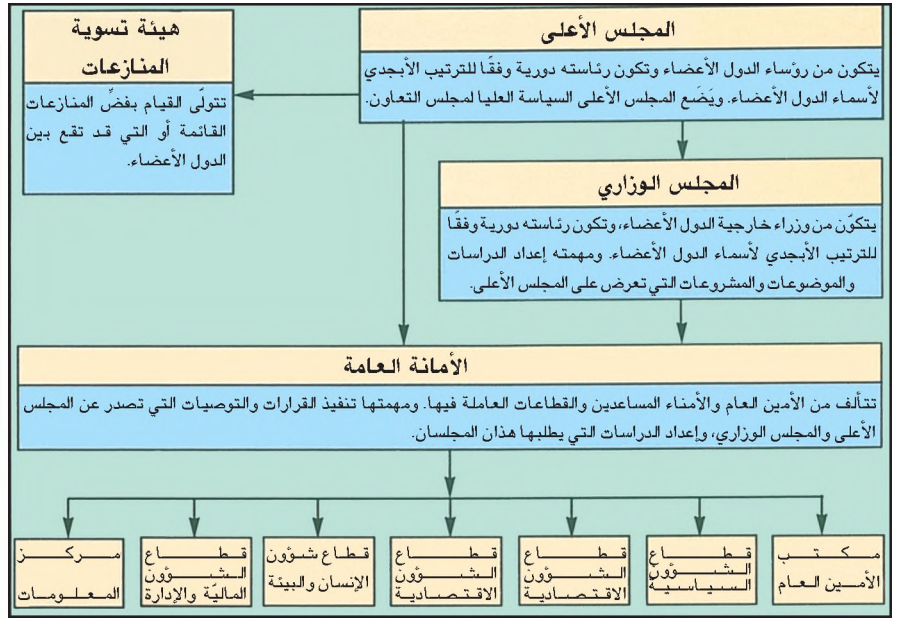 المجلس الأعلى
يتكون من رؤساء الدول الأعضاء وتكون رئاسته دورية وفقًا للترتيب الأبجدي
لأسماء الدول الأعضاء. ويَضَع المجلس الأعلى السياسة العليا لمجلس التعاون.
هيئة تسوية
المنازعات
تتولّى القيام بفضِّ المنازعات
القائمة أو التي قد تقع بين
الدول الأعضاء.
المجلس الوزاري
يتكوّن من وزراء خارجية الدول الأعضاء، وتكون رئاسته دورية وفقًا
للترتيب الأبجدي لأسماء الدول الأعضاء. ومهمته إعداد الدراسات
والموضوعات والمشروعات التي تعرض على المجلس الأعلى.
الأمانة العامة
تتألف من الأمين العام والأمناء المساعدين والقطاعات العاملة فيها. ومهمتها تنفيذ القرارات والتوصيات التي تصدر عن المجلس
الأعلى والمجلس الوزاري، وإعداد الدراسات التي يطلبها هذان المجلسان.
مكتب
الأمين العام
قطاع
الشؤون
السياسية
قطاع
الشؤون
الاقتصادية
قطاع
الشؤون
الاقتصادية
قطاع شؤون
الإنسان والبيئة
قطاع
الشؤون
الماليّة والإدارة
مركز
المعلومات